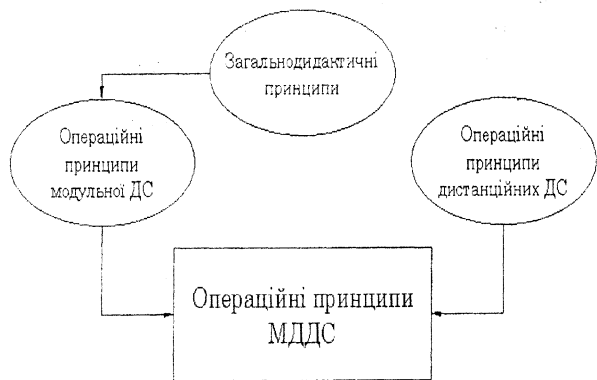 Загальнодидактичні
принципи
Операційні
принципи
модульної ДС
Операційні
принципи
дистанційних ДС
Операційні принципи
МДДС